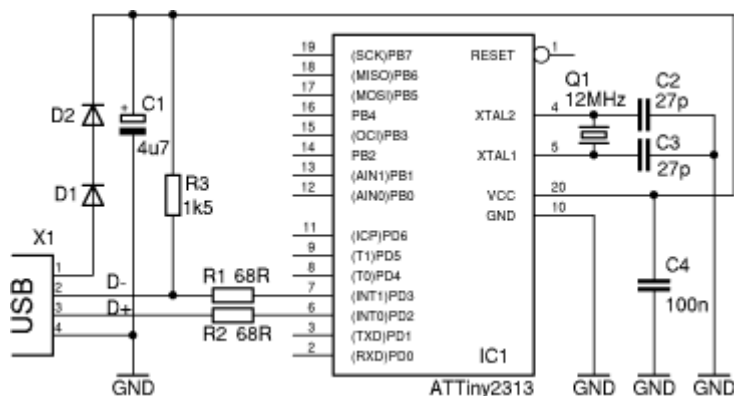 19 (SCK)PB7 RESET 1
18 (MISO)PB6
17 (MOSI)PB5
16 PB4 XTAL2 4
15 (OCI)PB3
14 PB2 XTAL1 5
13 (AIN1)PB1
12 (AIN0)PB0 VCC 20
GND 10
11 (ICP)PD6
9 (T1)PD5
8 (T0)PD4
7 (INT1)PD3
6 (INT0)PD2
3 (TXD)PD1
2 (RXD)PD0
IC1
ATTiny2313
Q1
12MHz
C2
27p
C3
27p
C4
100n
D2
+
C1
4u7
D1
R3
1k5
X1
USB
1
2 D-
3 D+
4
R1 68R
R2 68R
GND
GND
GND
GND